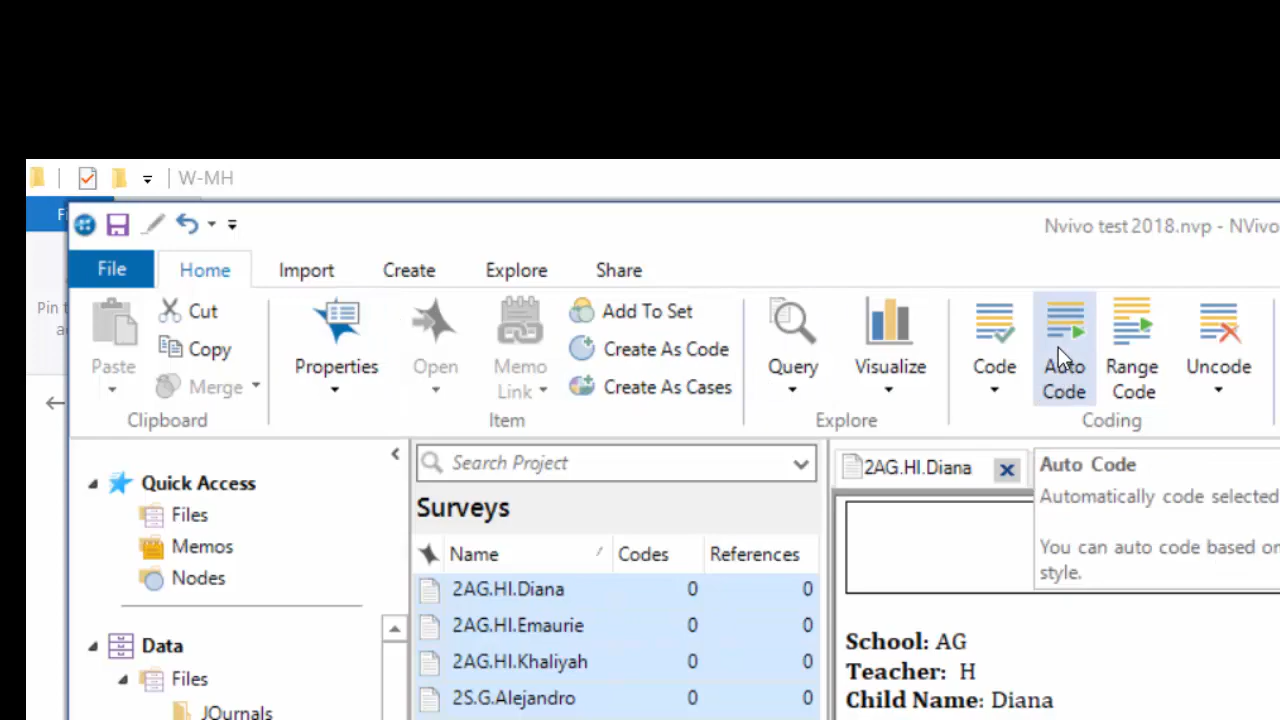 W-MH
Nvivo test 2018.nvp - NVivo
File Home Import Create Explore Share
Paste
Cut
Copy
Merge
Clipboard
Properties
Open
Memo
Link
Add To Set
Create As Code
Create As Cases
Item
Query
Visualize
Explore
Code
Auto
Code
Range
Code
Uncode
Coding
Quick Access
Files
Memos
Nodes
Data
Files
JOurnals
Search Project
Surveys
Name Codes References
2AG.HI.Diana 0 0
2AG.HI.Emaurie 0 0
2AG.HI.Khaliyah 0 0
2S.G.Alejandro 0 0
2AG.HI.Diana
Auto Code
Automatically code selected
You can auto code based on
style.
School: AG
Teacher: H
Child Name: Diana